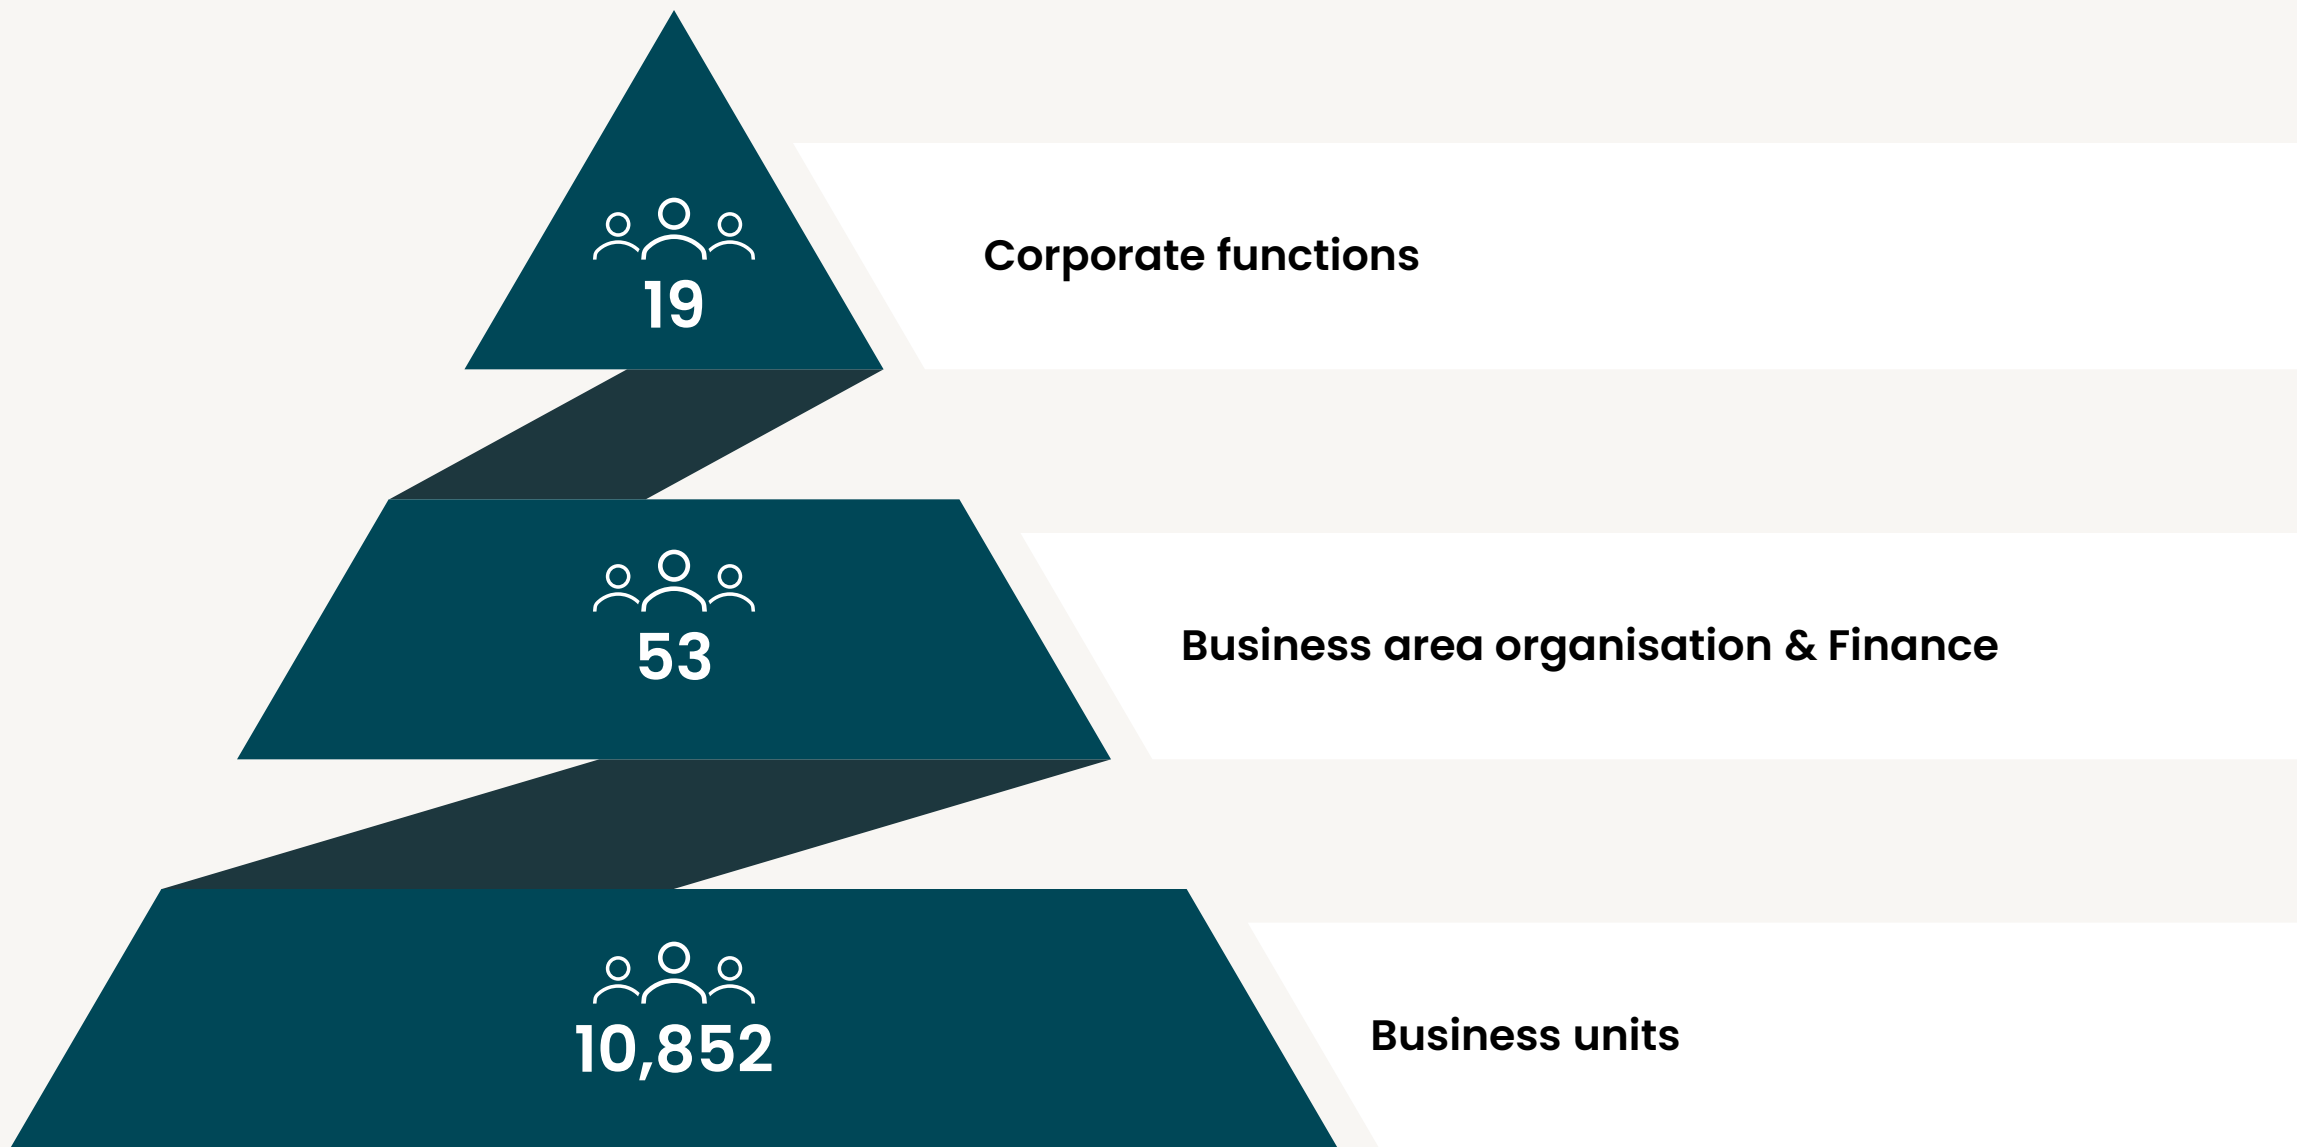 19
Corporate functions
53
Business area organisation & Finance
10,852
Business units